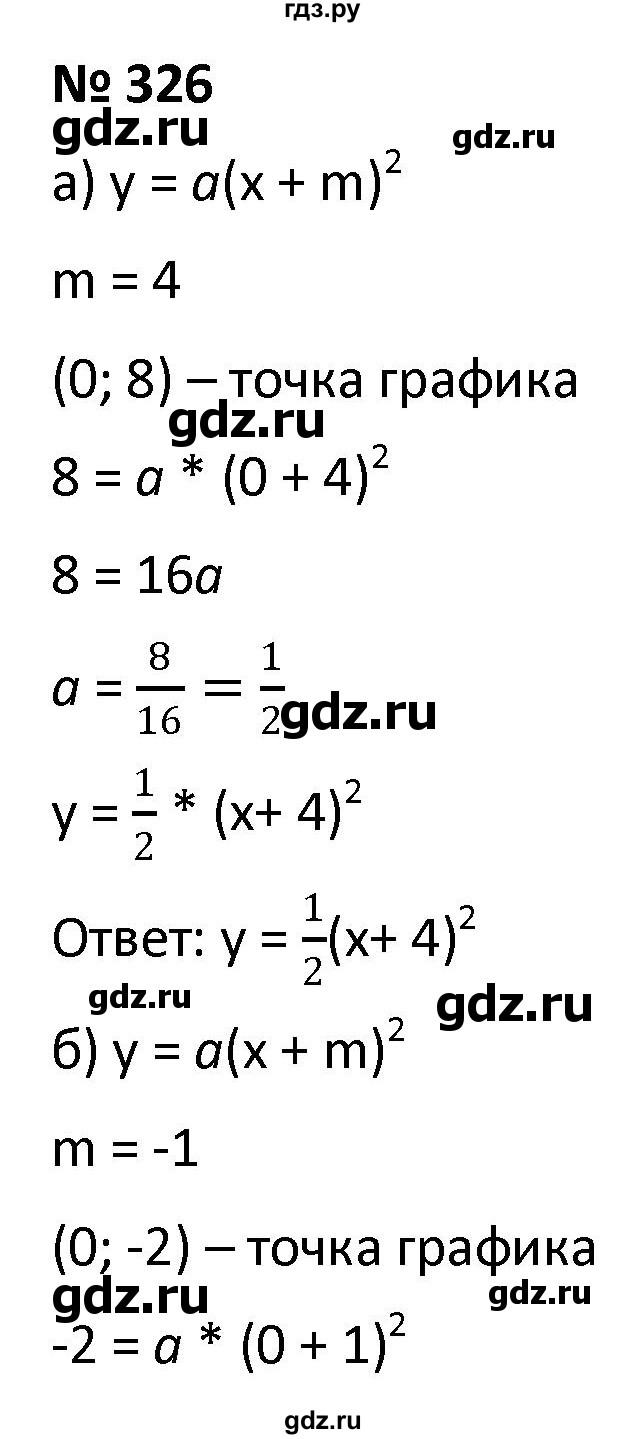 гдз.ру
№ 326
gdz.ru
gdz.ru
а) y = a(x + m)²
m = 4
(0; 8) – точка графика
gdz.ru
8 = a * (0 + 4)²
8 = 16a
a = 8/16 = 1/2
gdz.ru
y = 1/2 * (x+ 4)²
Ответ: y = 1/2(x+ 4)²
gdz.ru
gdz.ru
б) y = a(x + m)²
m = -1
(0; -2) – точка графика
gdz.ru
gdz.ru
-2 = a * (0 + 1)²
gdz.ru